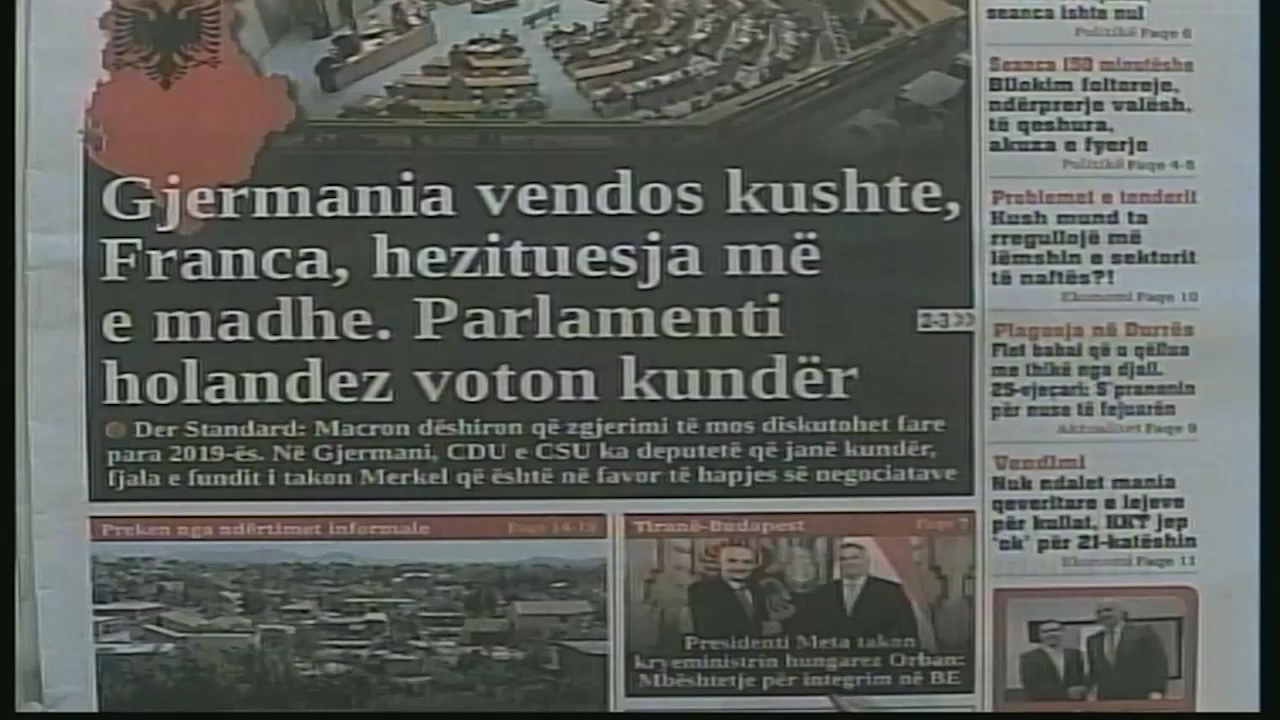 Gjermania vendos kushte,
Franca, hezituesja më
e madhe. Parlamenti
holandez voton kundër
2-3
Der Standard: Macron dëshiron që zgjerimi të mos diskutohet fare
para 2019-ës. Në Gjermani, CDU e CSU ka deputetë që janë kundër,
fjala e fundit i takon Merkel që është në favor të hapjes së negociatave
Preken nga ndërtimet informale
Faqe 14-15
Tiranë-Budapest
Faqe 7
Presidenti Meta takon
kryeministrin hungarez Orban:
Mbështetje për integrim në BE
seanca ishte nul
Politikë Faqe 6
Seanca 150 minutëshe
Bllokim foltoreje,
ndërprerje valësh,
të qeshura,
akuza e fyerje
Politikë Faqe 4-5
Problemet e tenderit
Kush mund ta
rregullojë më
lëmshin e sektorit
të naftës?!
Ekonomi Faqe 10
Plagosja në Durrës
Flet babai që u qëllua
me thikë nga djali.
25-vjeçari: S'pranonin
për nuse të fejuarën
Aktualitet Faqe 9
Vendimi
Nuk ndalet mania
qeveritare e lejeve
për kullat, KKT jep
'ok' për 21-katëshin
Ekonomi Faqe 11